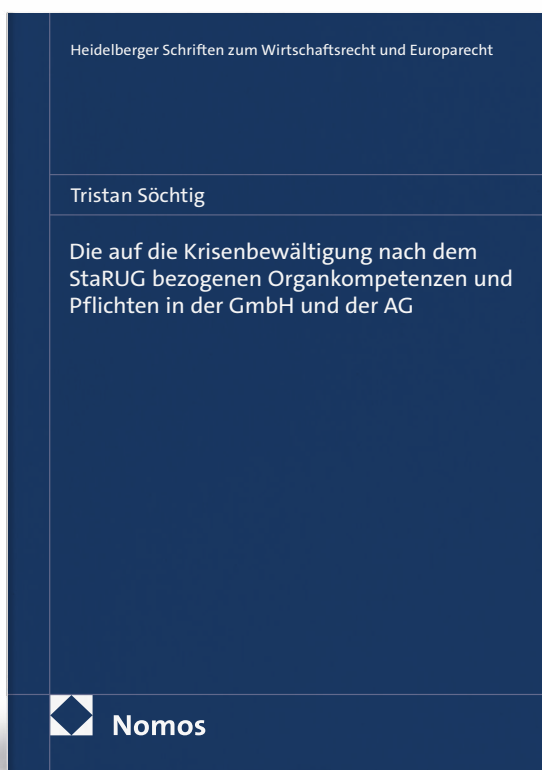 Heidelberger Schriften zum Wirtschaftsrecht und Europarecht
Tristan Söchtig
Die auf die Krisenbewältigung nach dem
StaRUG bezogenen Organkompetenzen und
Pflichten in der GmbH und der AG
Nomos